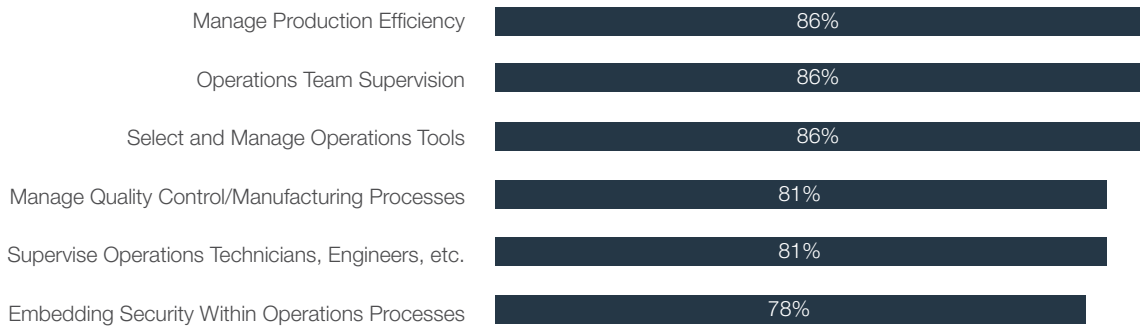 Manage Production Efficiency 86%
Operations Team Supervision 86%
Select and Manage Operations Tools 86%
Manage Quality Control/Manufacturing Processes 81%
Supervise Operations Technicians, Engineers, etc. 81%
Embedding Security Within Operations Processes 78%